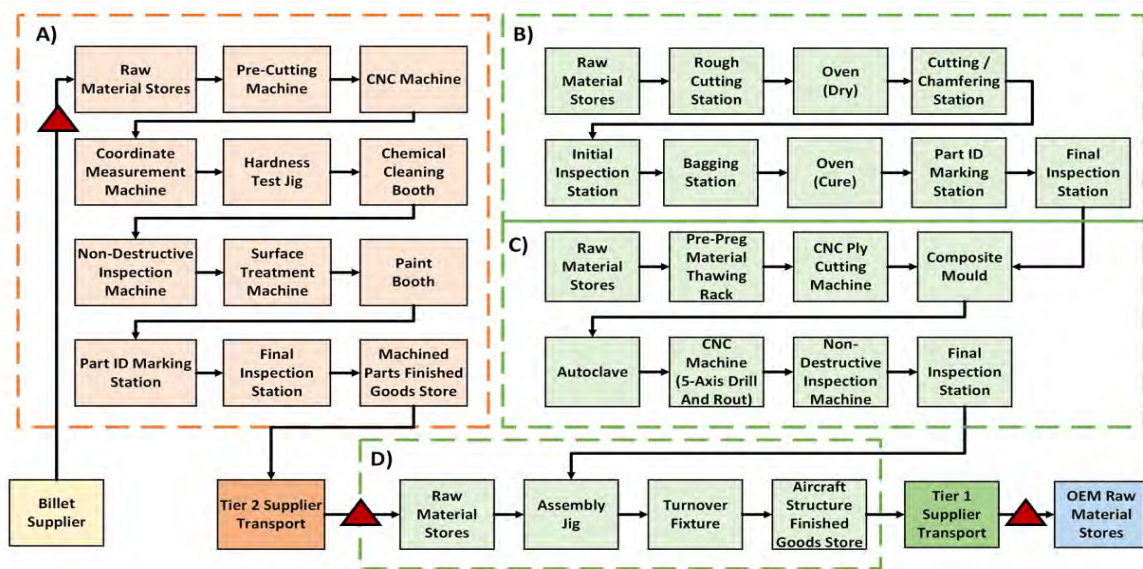 A)
Raw
Material Stores
Pre-Cutting
Machine
CNC Machine
Coordinate
Measurement
Machine
Hardness
Test Jig
Chemical
Cleaning
Booth
Non-Destructive
Inspection
Machine
Surface
Treatment
Machine
Paint
Booth
Part ID Marking
Station
Final
Inspection
Station
Machined
Parts Finished
Goods Store
B)
Raw
Material
Stores
Rough
Cutting
Station
Oven
(Dry)
Cutting /
Chamfering
Station
Initial
Inspection
Station
Bagging
Station
Oven
(Cure)
Part ID
Marking
Station
Final
Inspection
Station
C)
Raw
Material
Stores
Pre-Preg
Material
Thawing
Rack
CNC Ply
Cutting
Machine
Composite
Mould
Autoclave
CNC
Machine
(5-Axis Drill
And Rout)
Non-
Destructive
Inspection
Machine
Final
Inspection
Station
Billet
Supplier
Tier 2 Supplier
Transport
D)
Raw
Material
Stores
Assembly
Jig
Turnover
Fixture
Aircraft
Structure
Finished
Goods Store
Tier 1
Supplier
Transport
OEM Raw
Material
Stores